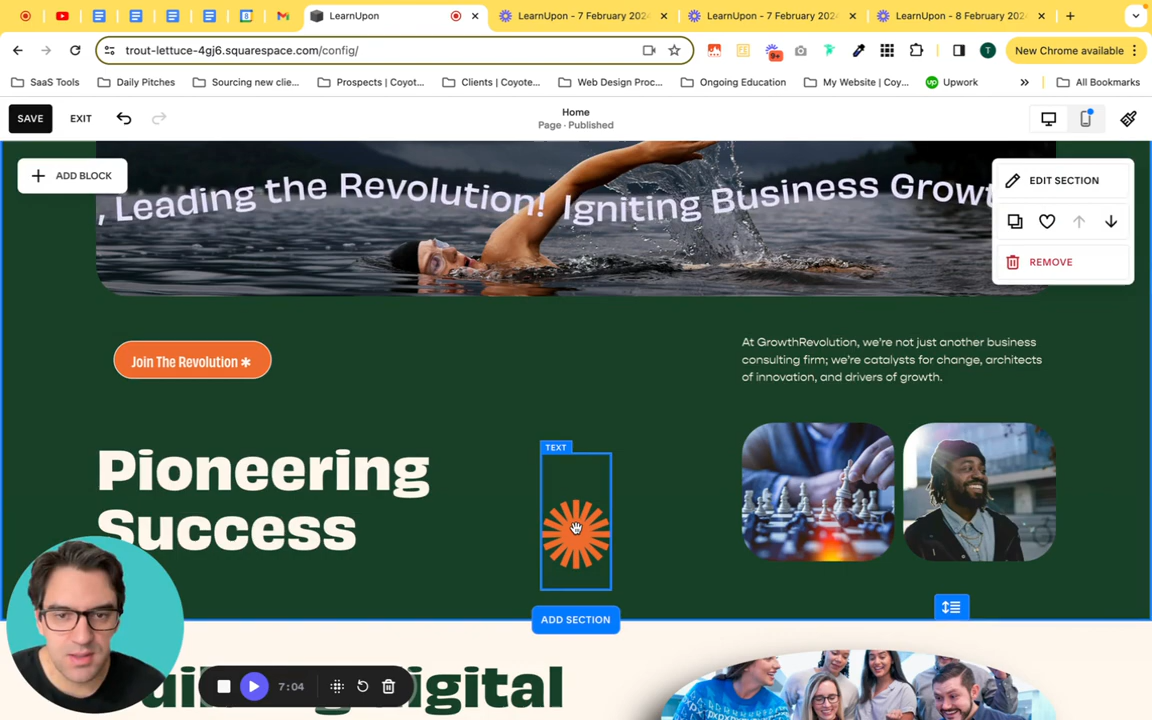 LearnUpon
LearnUpon - 7 February 202
LearnUpon - 7 February 202
LearnUpon - 8 February 202
trout-lettuce-4gj6.squarespace.com/config/
9+
T
New Chrome available
SaaS Tools
Daily Pitches
Sourcing new clie...
Prospects | Coyot...
Clients | Coyote...
Web Design Proc...
Ongoing Education
My Website | Coy...
up
Upwork
All Bookmarks
SAVE
EXIT
Home
Page · Published
ADD BLOCK
EDIT SECTION
REMOVE
, Leading the Revolution! Igniting Business Growt
Join The Revolution ✱
At GrowthRevolution, we're not just another business
consulting firm; we're catalysts for change, architects
of innovation, and drivers of growth.
TEXT
Pioneering
Success
ADD SECTION
7:04